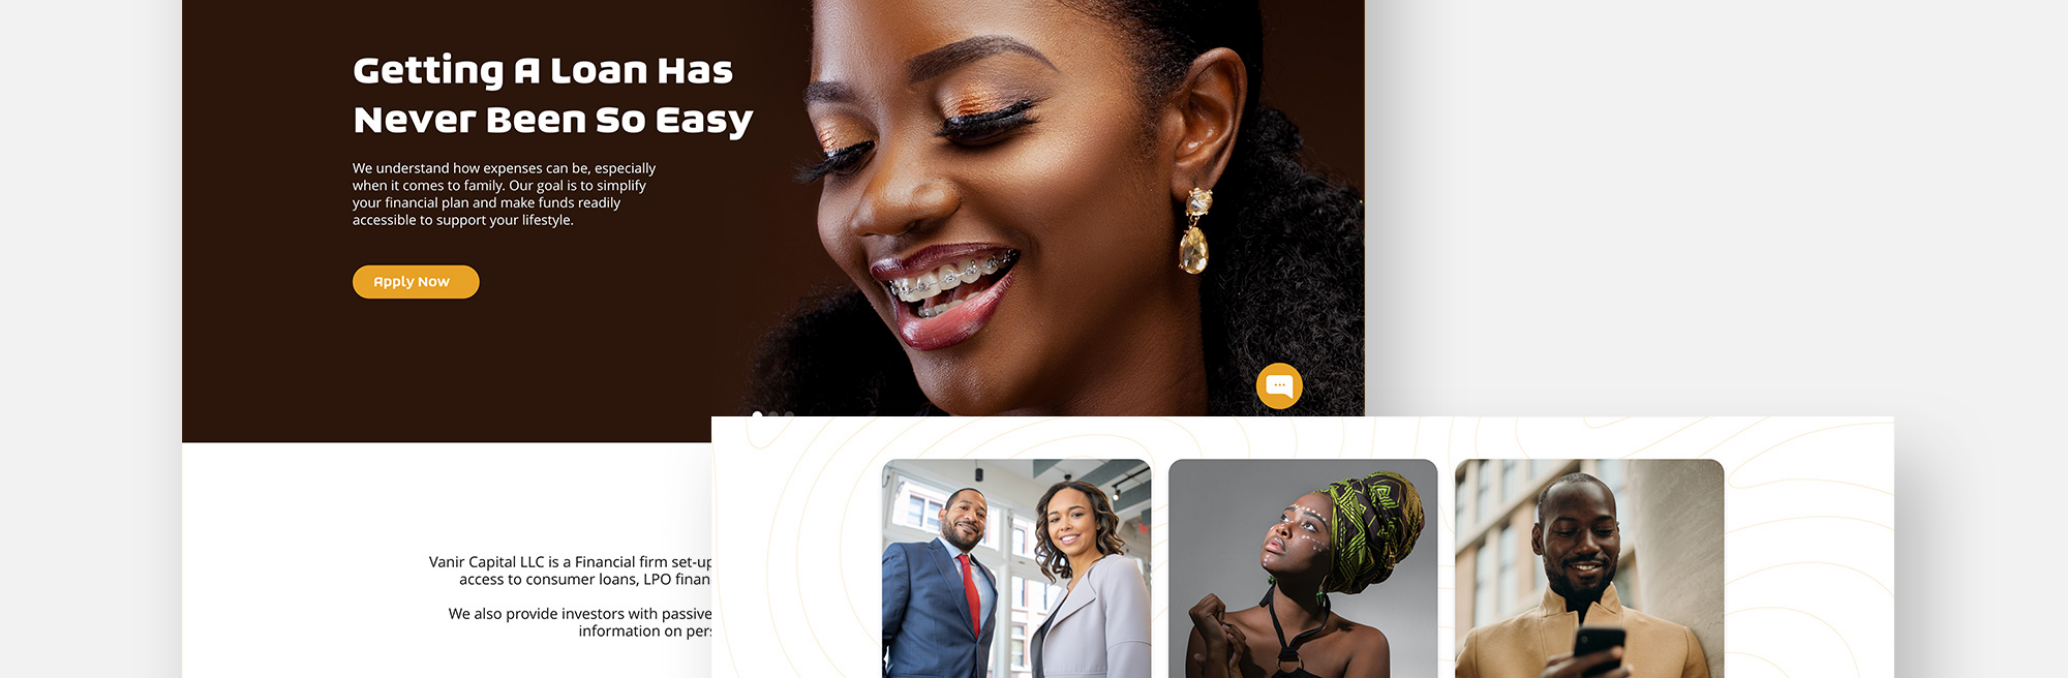 Getting A Loan Has
Never Been So Easy
We understand how expenses can be, especially
when it comes to family. Our goal is to simplify
your financial plan and make funds readily
accessible to support your lifestyle.
Apply Now
Vanir Capital LLC is a Financial firm set-up
access to consumer loans, LPO finan
We also provide investors with passive
information on pers